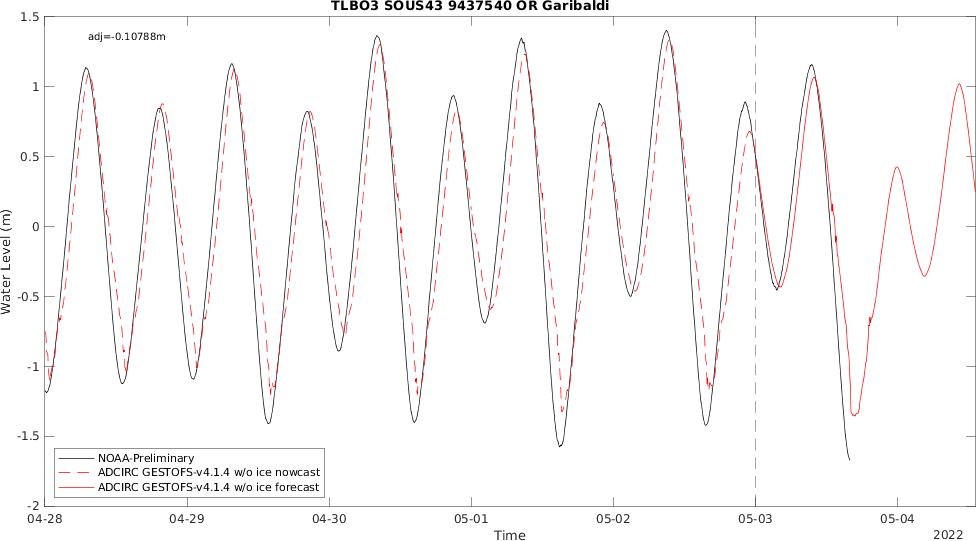 TLBO3 SOUS43 9437540 OR Garibaldi
adj=-0.10788m
1.5
1
0.5
0
-0.5
-1
-1.5
-2
Water Level (m)
NOAA-Preliminary
ADCIRC GESTOFS-v4.1.4 w/o ice nowcast
ADCIRC GESTOFS-v4.1.4 w/o ice forecast
04-28 04-29 04-30 05-01 05-02 05-03 05-04
Time
2022